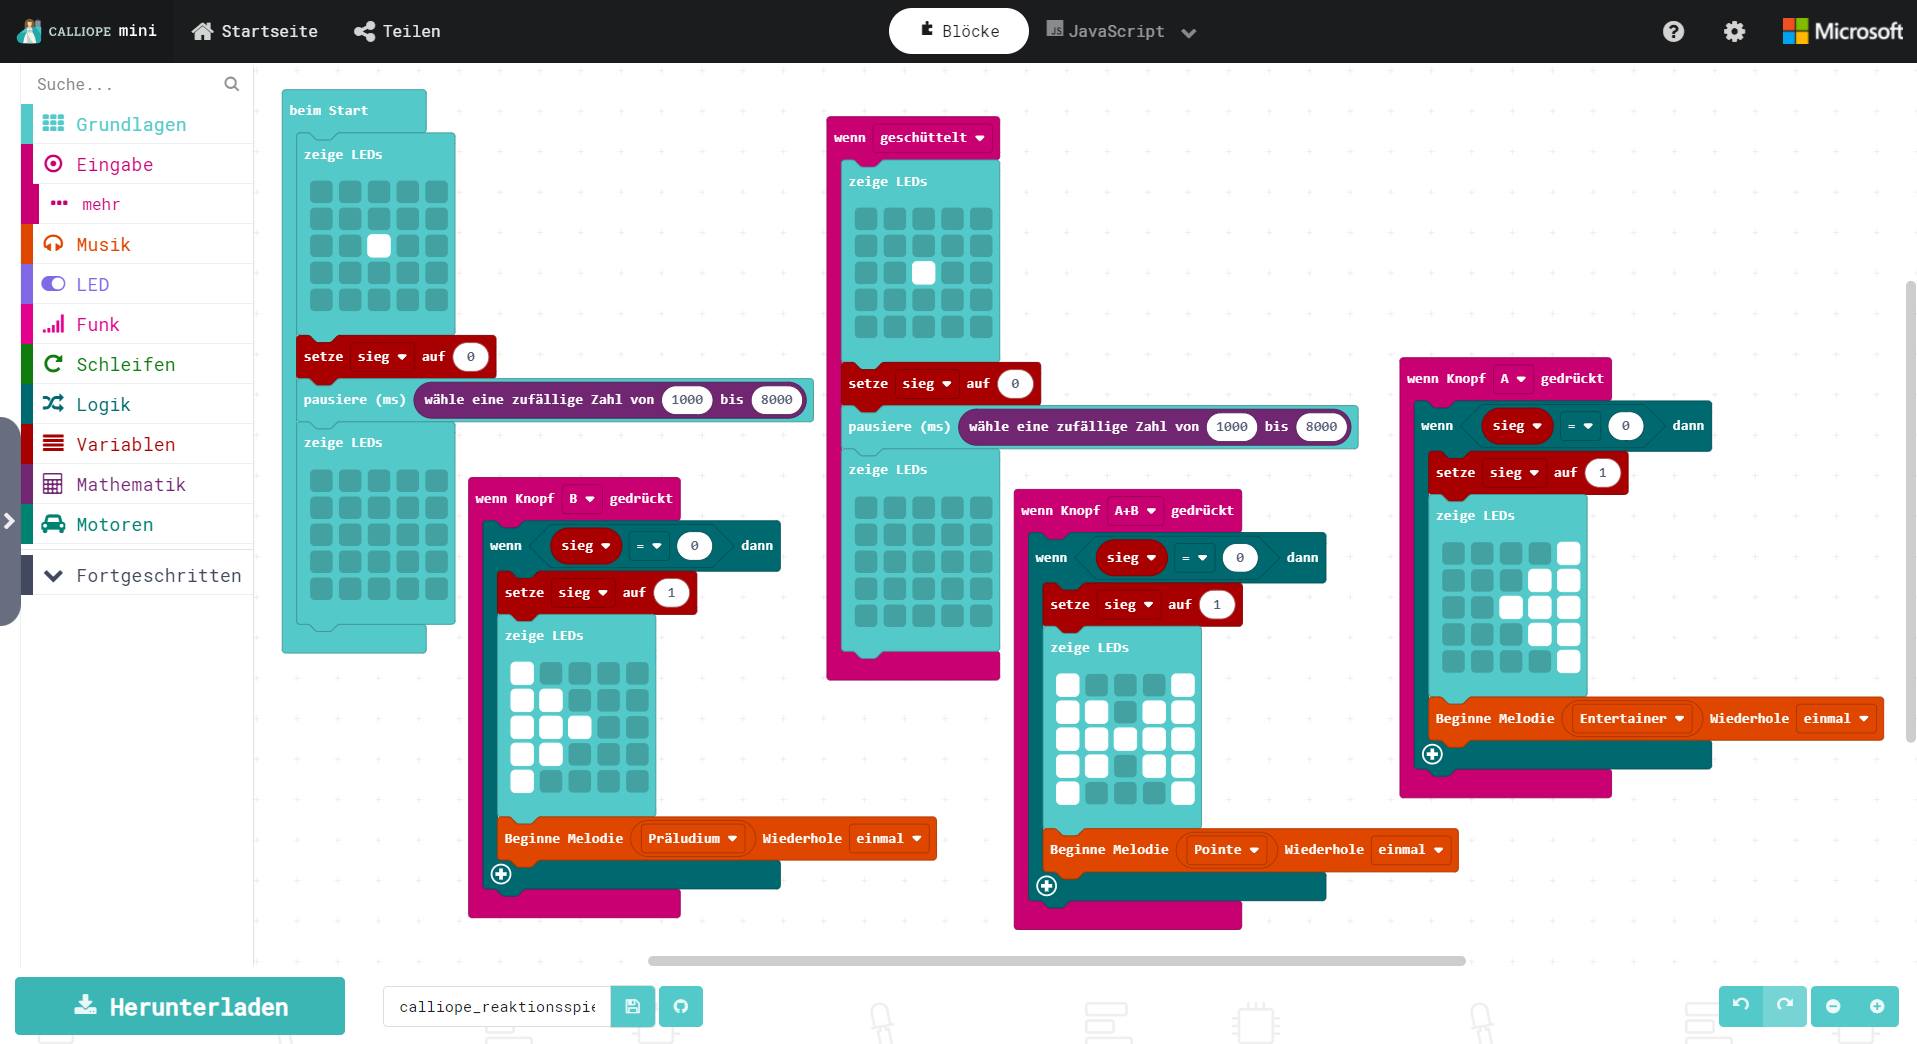 CALLIOPE mini
Startseite
Teilen
Blöcke
JS JavaScript
Microsoft
Suche...
Grundlagen
Eingabe
mehr
Musik
LED
Funk
Schleifen
Logik
Variablen
Mathematik
Motoren
Fortgeschritten
beim Start
zeige LEDs
setze sieg auf 0
pausiere (ms) wähle eine zufällige Zahl von 1000 bis 8000
zeige LEDs
wenn Knopf B gedrückt
wenn sieg = 0 dann
setze sieg auf 1
zeige LEDs
Beginne Melodie Präludium Wiederhole einmal
wenn geschüttelt
zeige LEDs
setze sieg auf 0
pausiere (ms) wähle eine zufällige Zahl von 1000 bis 8000
zeige LEDs
wenn Knopf A+B gedrückt
wenn sieg = 0 dann
setze sieg auf 1
zeige LEDs
Beginne Melodie Pointe Wiederhole einmal
wenn Knopf A gedrückt
wenn sieg = 0 dann
setze sieg auf 1
zeige LEDs
Beginne Melodie Entertainer Wiederhole einmal
Herunterladen
calliope_reaktionsspie